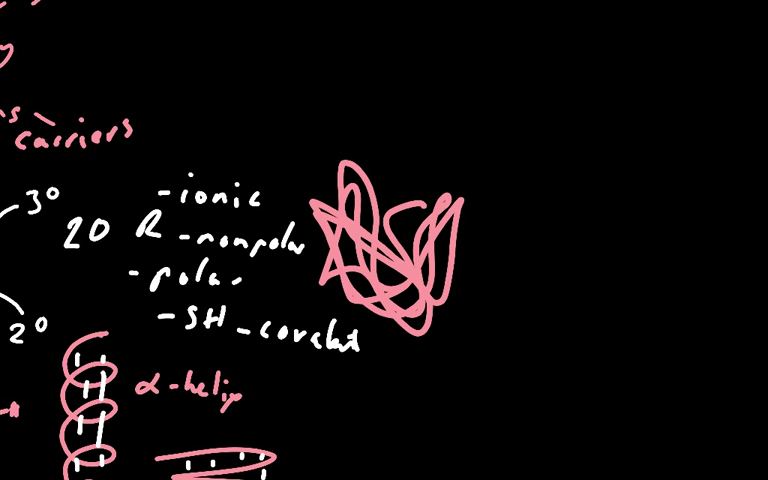 carriers
3°
20 R
-ionic
-nonpolar
-polar
-SH-covalent
2°
α-helix